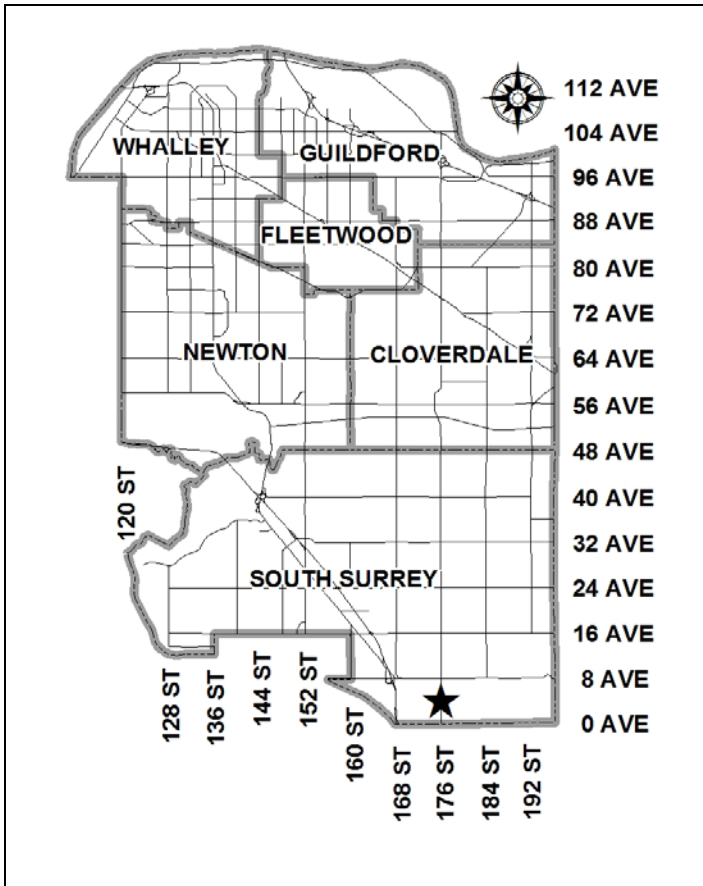 112 AVE
104 AVE
WHALLEY
GUILDFORD
96 AVE
88 AVE
FLEETWOOD
80 AVE
72 AVE
NEWTON
CLOVERDALE
64 AVE
56 AVE
48 AVE
120 ST
40 AVE
32 AVE
SOUTH SURREY
24 AVE
16 AVE
128 ST
136 ST
144 ST
152 ST
160 ST
8 AVE
0 AVE
168 ST
176 ST
184 ST
192 ST